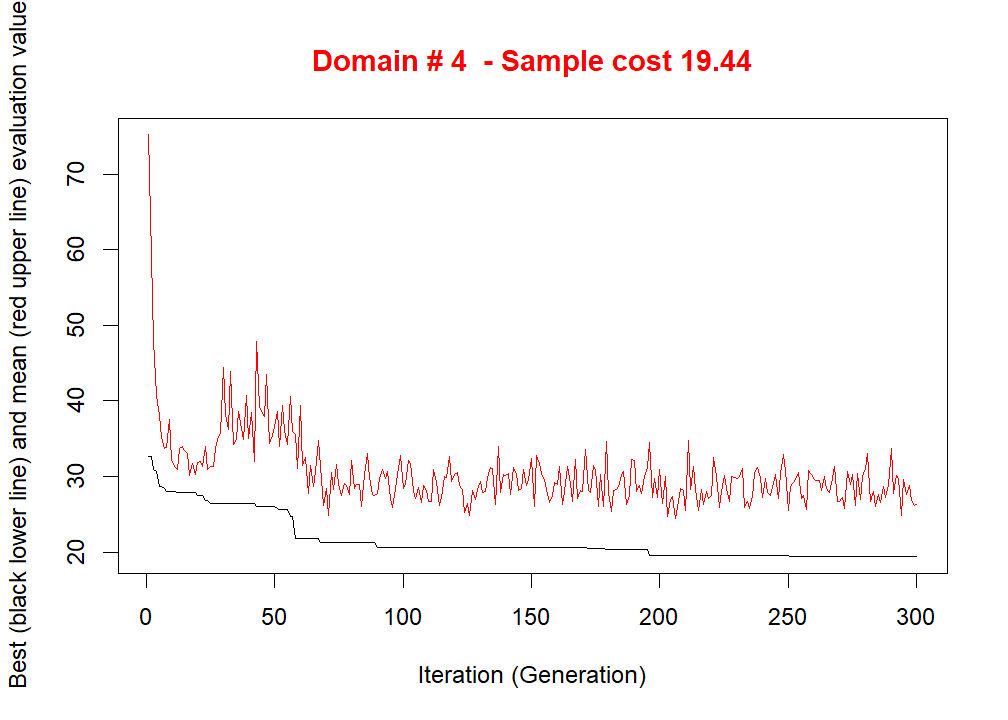 Domain # 4  - Sample cost 19.44
Best (black lower line) and mean (red upper line) evaluation value
70
60
50
40
30
20
0 50 100 150 200 250 300
Iteration (Generation)